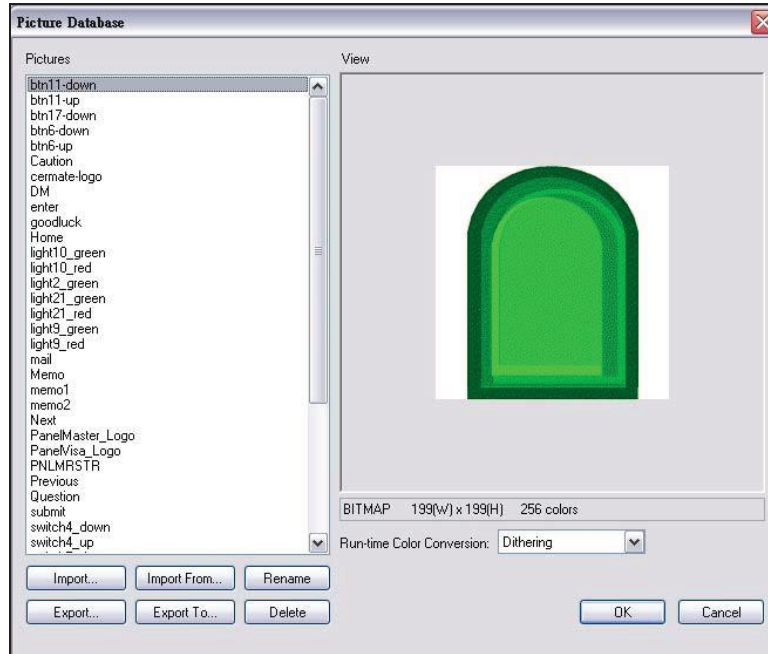 Picture Database
Pictures
View
btn11-down
btn11-up
btn17-down
btn6-down
btn6-up
Caution
cermate-logo
DM
enter
goodluck
Home
light10_green
light10_red
light2_green
light21_green
light21_red
light9_green
light9_red
mail
Memo
memo1
memo2
Next
PanelMaster_Logo
PanelVisa_Logo
PNLMRSTR
Previous
Question
submit
switch4_down
switch4_up
BITMAP 199(W) x 199(H) 256 colors
Run-time Color Conversion: Dithering
Import... Import From... Rename
Export... Export To... Delete
OK Cancel